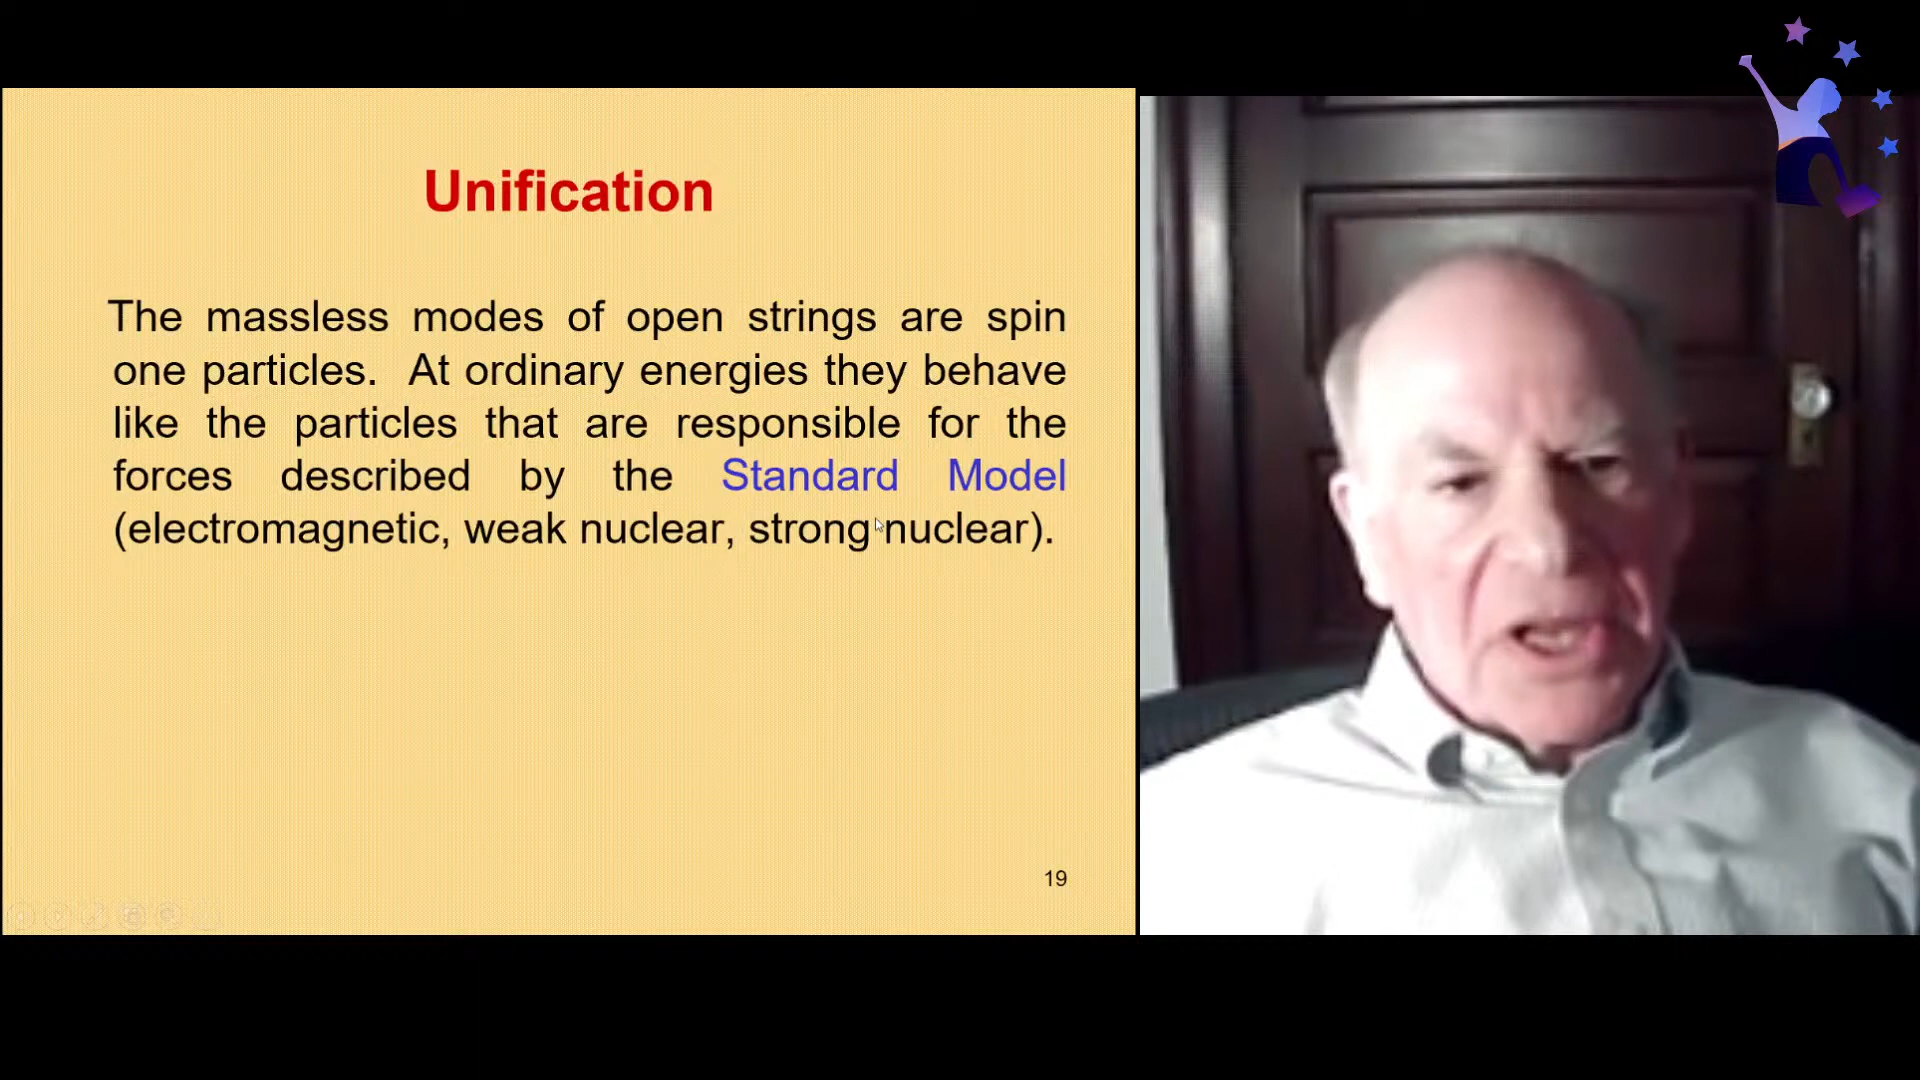 Unification
The massless modes of open strings are spin
one particles. At ordinary energies they behave
like the particles that are responsible for the
forces described by the Standard Model
(electromagnetic, weak nuclear, strong nuclear).
19